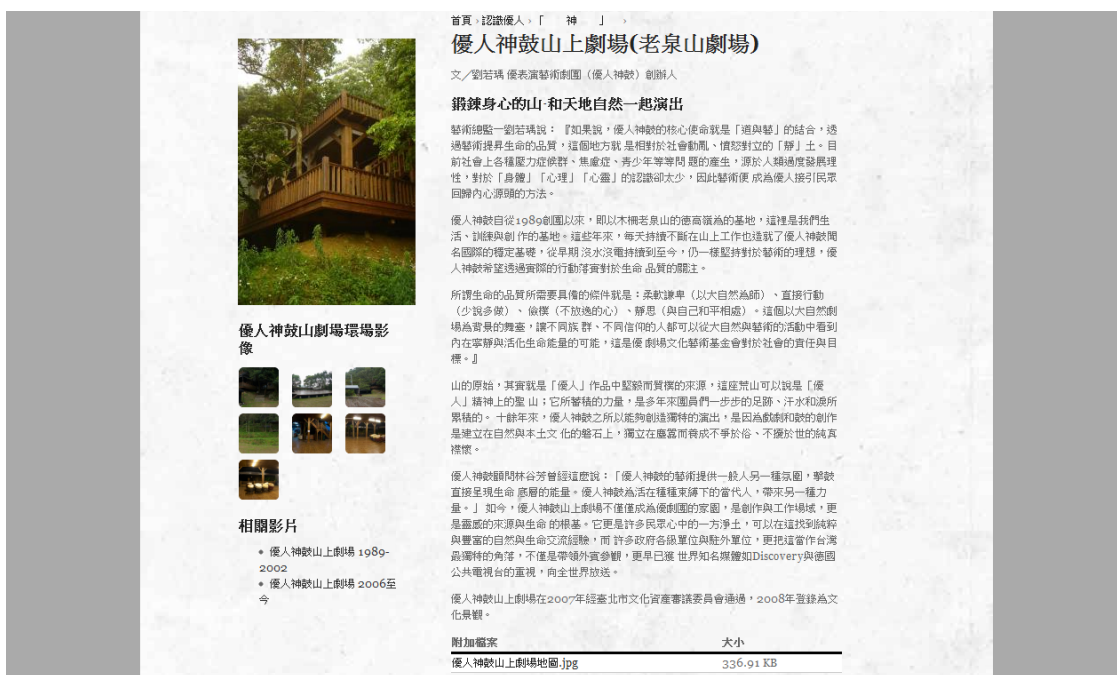 首頁 › 認識優人 › 「 神 」 ›
優人神鼓山上劇場(老泉山劇場)
文／劉若瑀 優表演藝術劇團（優人神鼓）創辦人
鍛鍊身心的山-和天地自然一起演出
藝術總監—劉若瑀說：『如果說，優人神鼓的核心使命就是「道與藝」的結合，透
過藝術提昇生命的品質，這個地方就 是相對於社會動亂、憤怒對立的「靜」土。目
前社會上各種壓力症候群、焦慮症、青少年等等問 題的產生，源於人類過度發展理
性，對於「身體」「心理」「心靈」的認識卻太少，因此藝術便 成為優人接引民眾
回歸內心源頭的方法。
優人神鼓自從1989創團以來，即以木柵老泉山的德高嶺為的基地，這裡是我們生
活、訓練與創 作的基地。這些年來，每天持續不斷在山上工作也造就了優人神鼓聞
名國際的穩定基礎，從早期 沒水沒電持續到至今，仍一樣堅持對於藝術的理想，優
人神鼓希望透過實際的行動落實對於生命 品質的關注。
所謂生命的品質所需要具備的條件就是：柔軟謙卑（以大自然為師）、直接行動
（少說多做）、 儉樸（不放逸的心）、靜思（與自己和平相處）。這個以大自然劇
場為背景的舞臺，讓不同族 群、不同信仰的人都可以從大自然與藝術的活動中看到
內在寧靜與活化生命能量的可能，這是優 劇場文化藝術基金會對於社會的責任與目
標。』
山的原始，其實就是「優人」作品中堅毅而質樸的來源，這座荒山可以說是「優
人」精神上的聖 山；它所蓄積的力量，是多年來團員們一步步的足跡、汗水和淚所
累積的。 十餘年來，優人神鼓之所以能夠創造獨特的演出，是因為戲劇和鼓的創作
是建立在自然與本土文 化的磐石上，獨立在塵囂而養成不爭於俗、不擾於世的純真
襟懷。
優人神鼓顧問林谷芳曾經這麼說：「優人神鼓的藝術提供一般人另一種氛圍，擊鼓
直接呈現生命 底層的能量。優人神鼓為活在種種束縛下的當代人，帶來另一種力
量。」 如今，優人神鼓山上劇場不僅僅成為優劇團的家園，是創作與工作場域，更
是靈感的來源與生命 的根基。它更是許多民眾心中的一方淨土，可以在這找到純粹
與豐富的自然與生命交流經驗，而 許多政府各級單位與駐外單位，更把這當作台灣
最獨特的角落，不僅是帶領外賓參觀，更早已獲 世界知名媒體如Discovery與德國
公共電視台的重視，向全世界放送。
優人神鼓山上劇場在2007年經臺北市文化資產審議委員會通過，2008年登錄為文
化景觀。
附加檔案 大小
優人神鼓山上劇場地圖.jpg 336.91 KB
優人神鼓山劇場環場影
像
相關影片
優人神鼓山上劇場 1989-
2002
優人神鼓山上劇場 2006至
今